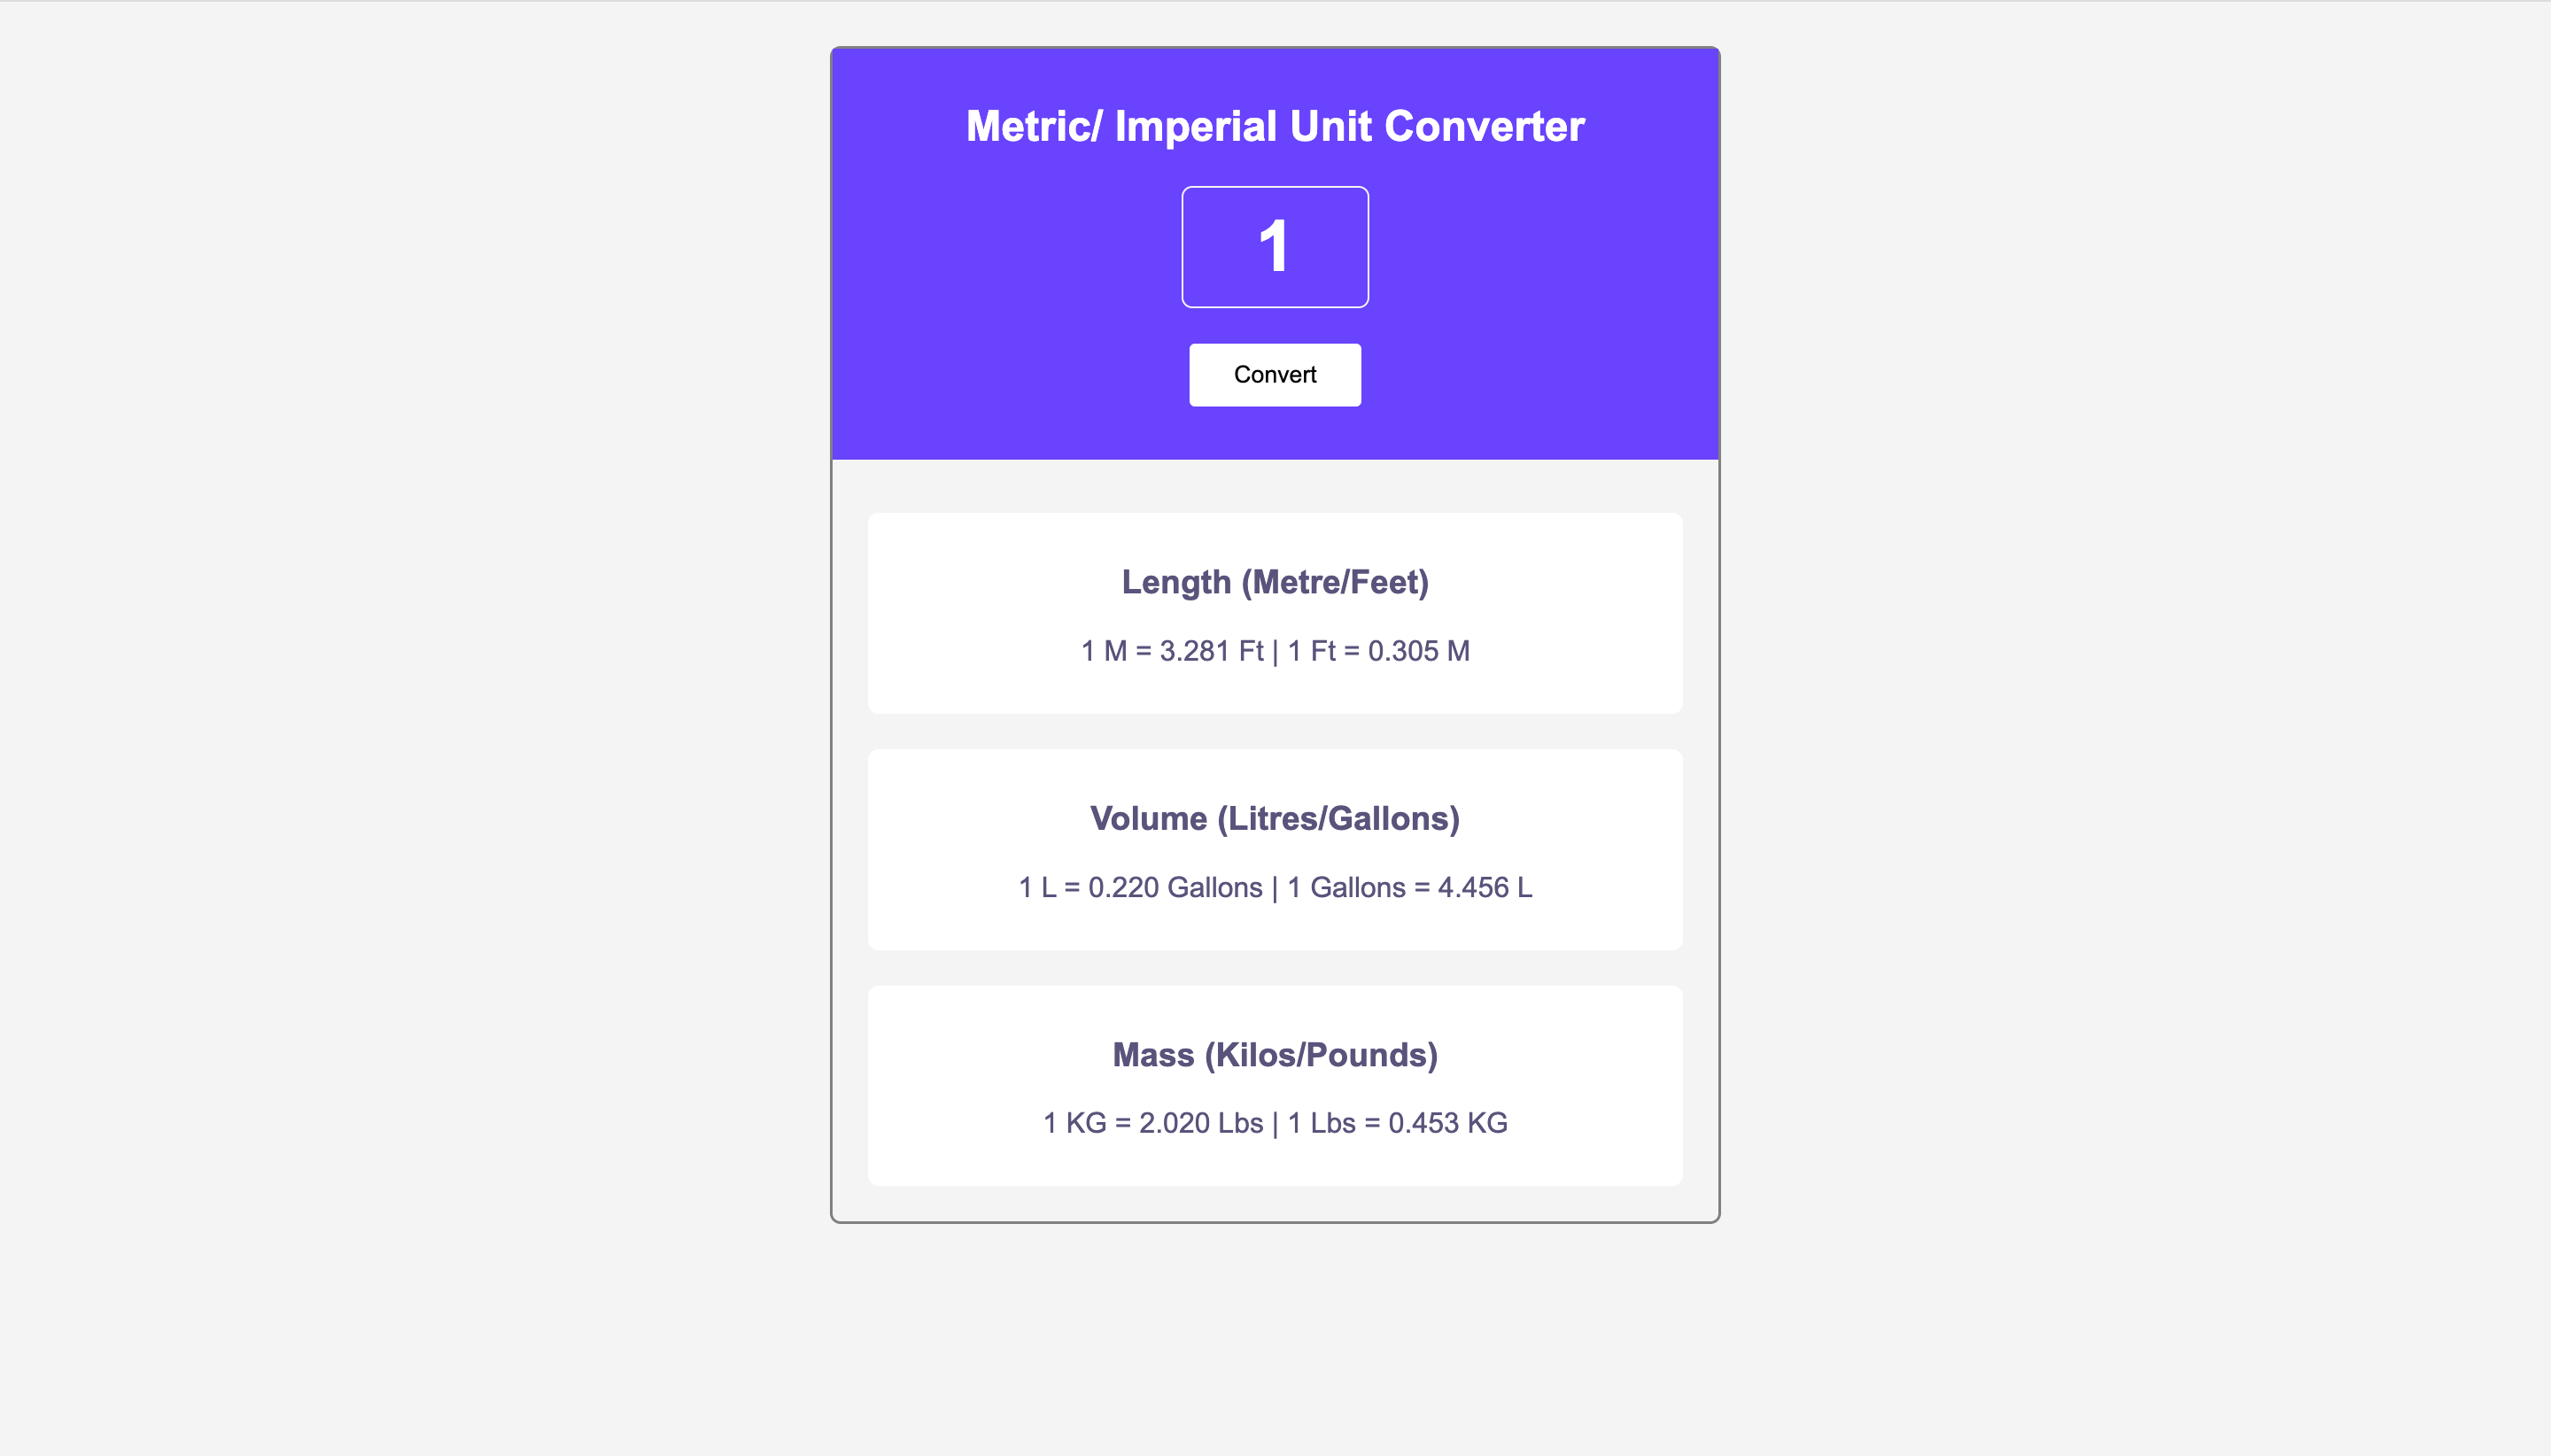 Metric/ Imperial Unit Converter
1
Convert
Length (Metre/Feet)
1 M = 3.281 Ft | 1 Ft = 0.305 M
Volume (Litres/Gallons)
1 L = 0.220 Gallons | 1 Gallons = 4.456 L
Mass (Kilos/Pounds)
1 KG = 2.020 Lbs | 1 Lbs = 0.453 KG